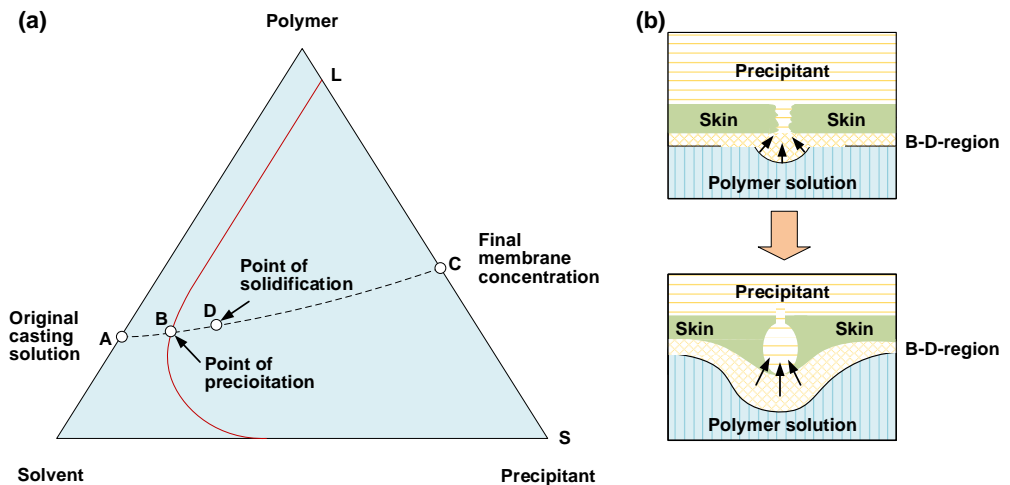 (a)
Polymer
L
Original
casting
solution
A
B
D
Point of
solidification
Point of
precioitation
C
Final
membrane
concentration
S
Solvent
Precipitant
(b)
Precipitant
Skin
Skin
B-D-region
Polymer solution
Precipitant
Skin
Skin
B-D-region
Polymer solution